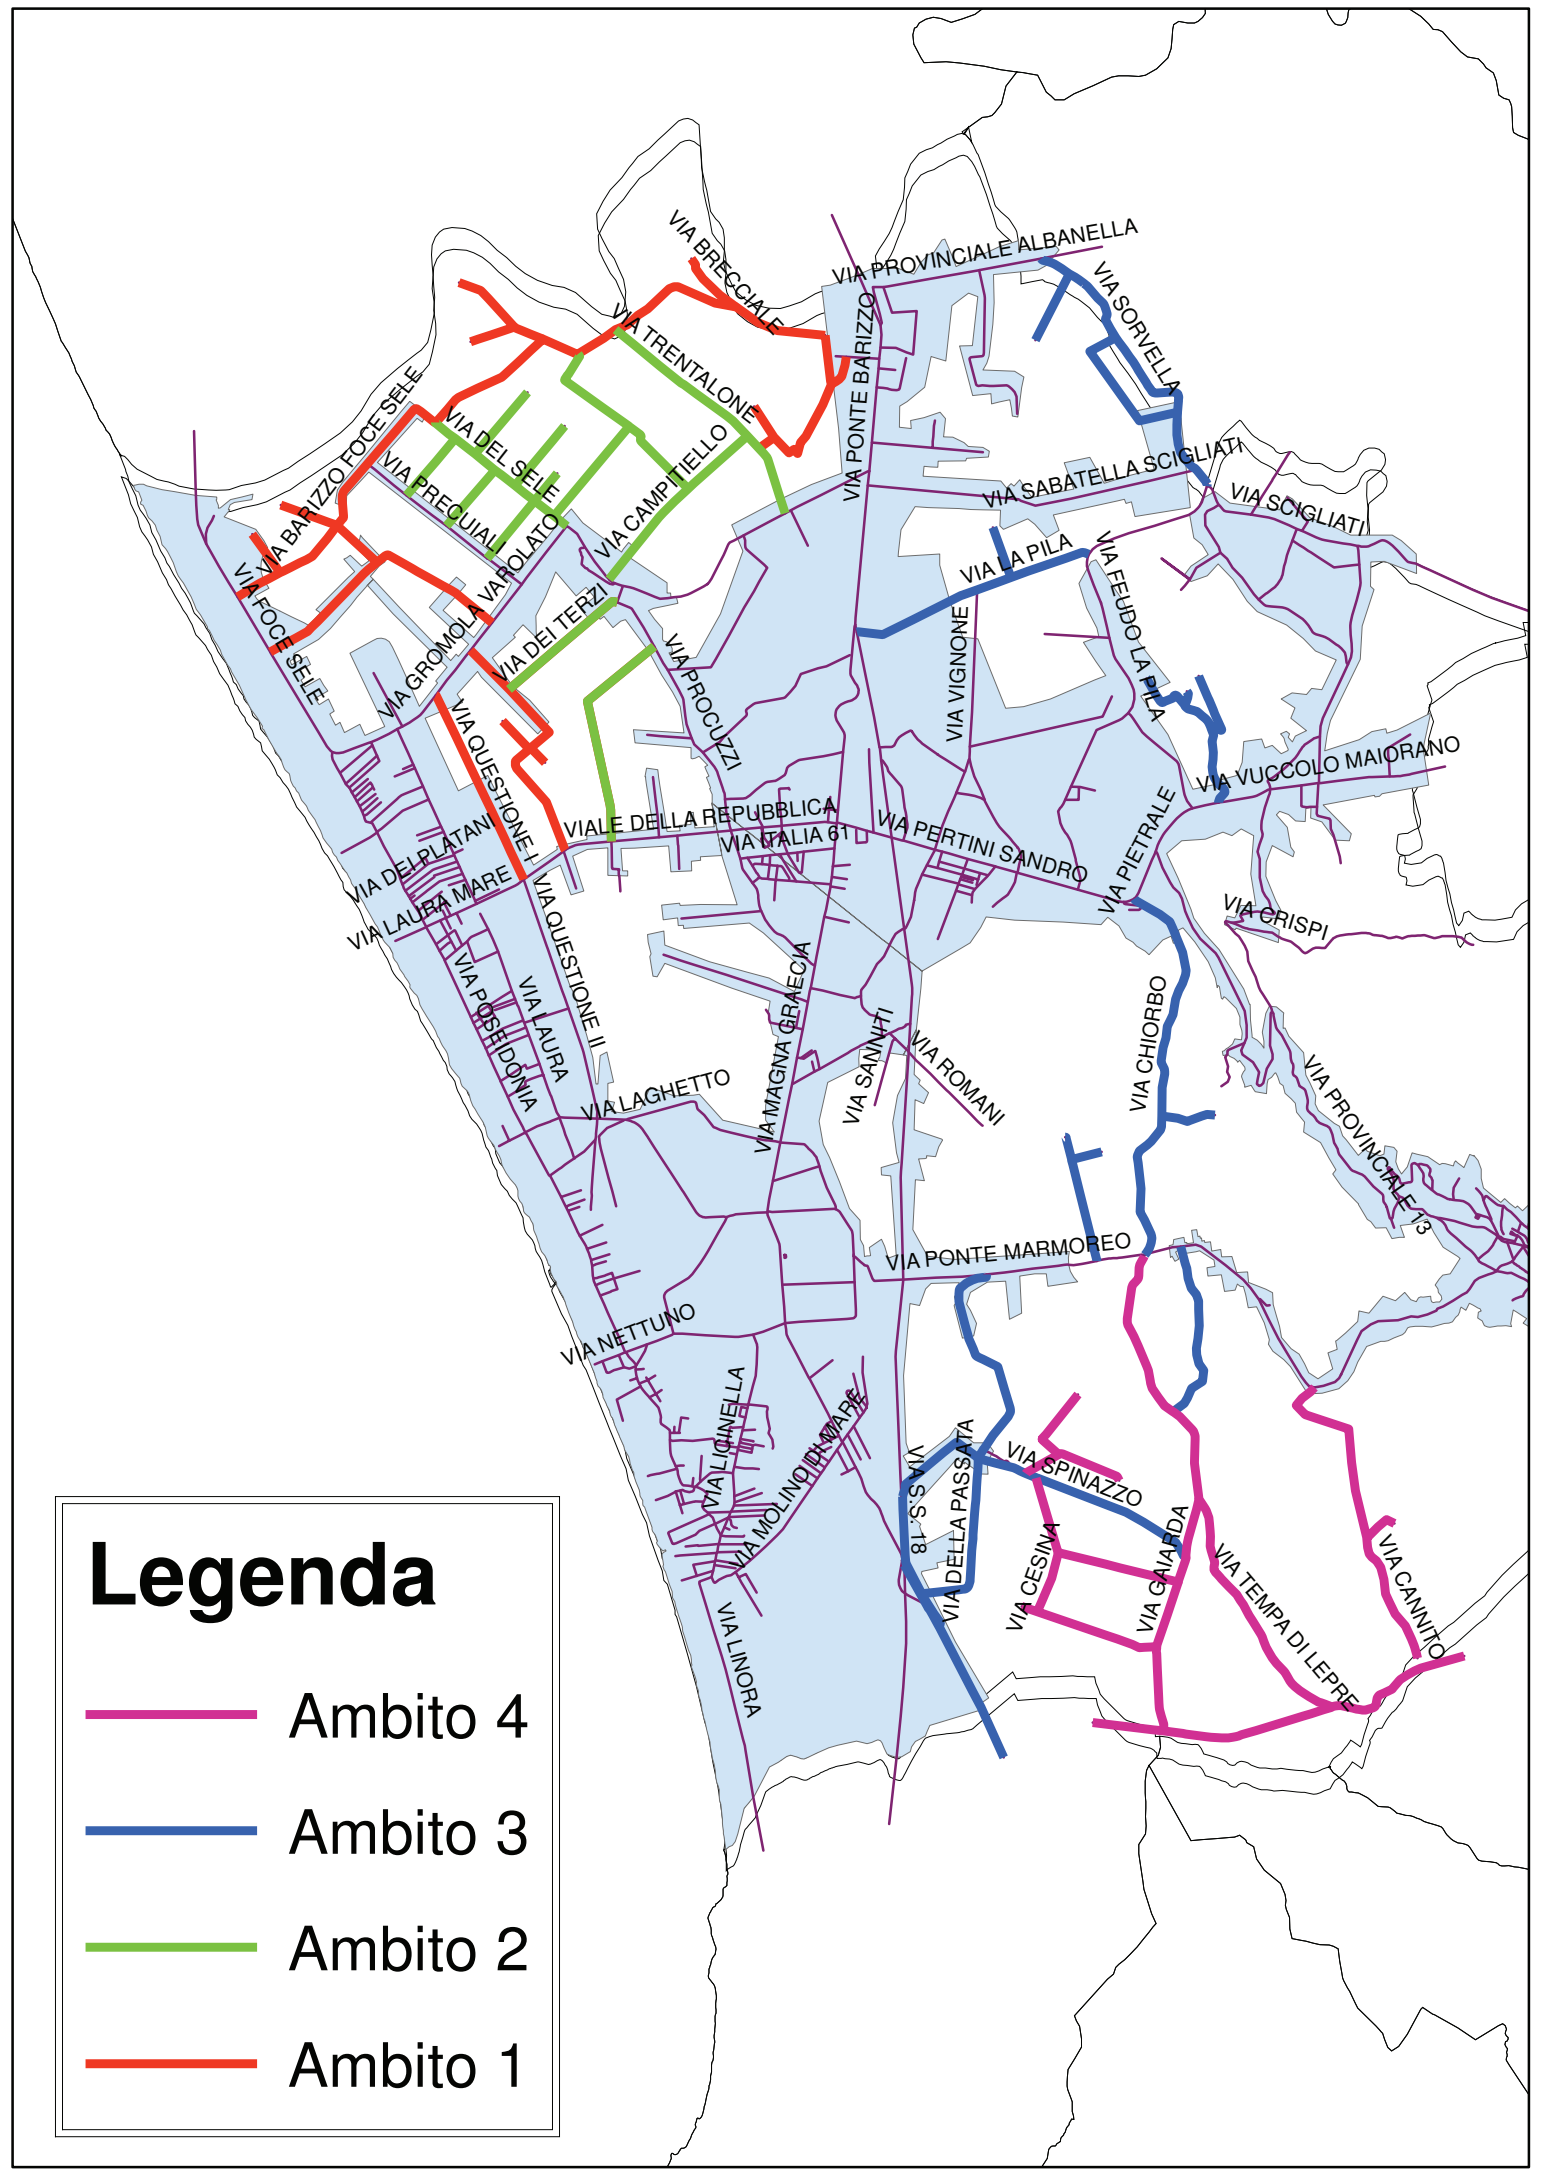 VIA BRECCIALE
VIA PROVINCIALE ALBANELLA
VIA SORVELLA
VIA TRENTALONE
VIA PONTE BARIZZO
VIA BARIZZO FOCE SELE
VIA DEL SELE
VIA PRECUIALI
VIA CAMPITIELLO
VIA SABATELLA SCIGLIATI
VIA SCIGLIATI
VIA LA PILA
VIA FEUDO LA PILA
VIA FOCE SELE
VIA GROMOLA VAROLATO
VIA DEI TERZI
VIA PROCUZZI
VIA VIGNONE
VIA QUESTIONE I
VIA VUCCOLO MAIORANO
VIALE DELLA REPUBBLICA
VIA ITALIA 61
VIA PERTINI SANDRO
VIA PIETRALE
VIA DEI PLATANI
VIA LAURA MARE
VIA QUESTIONE II
VIA CRISPI
VIA POSEIDONIA
VIA LAURA
VIA MAGNA GRAECIA
VIA SANNITI
VIA ROMANI
VIA CHIORBO
VIA LAGHETTO
VIA PROVINCIALE 13
VIA PONTE MARMOREO
VIA NETTUNO
VIA LICINELLA
VIA MOLINO DI MARE
VIA S.S. 18
VIA DELLA PASSATA
VIA SPINAZZO
VIA CESINA
VIA GAIARDA
VIA TEMPA DI LEPRE
VIA CANNITO
VIA LINORA
Legenda
Ambito 4
Ambito 3
Ambito 2
Ambito 1